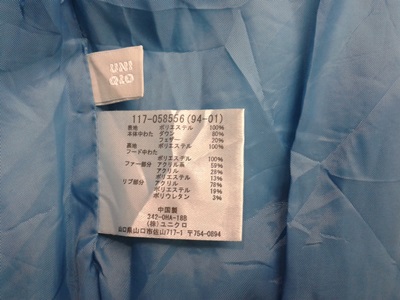 UNI
QLO
117-058556(94-01)
表地 ポリエステル 100%
本体中わた ダウン 80%
フェザー 20%
裏地 ポリエステル 100%
フード中わた
ポリエステル 100%
ファー部分 アクリル系 59%
アクリル 28%
ポリエステル 13%
リブ部分 アクリル 78%
ポリエステル 19%
ポリウレタン 3%
中国製
242-OHA-18B
(株)ユニクロ
山口県山口市佐山717-1 〒754-0894